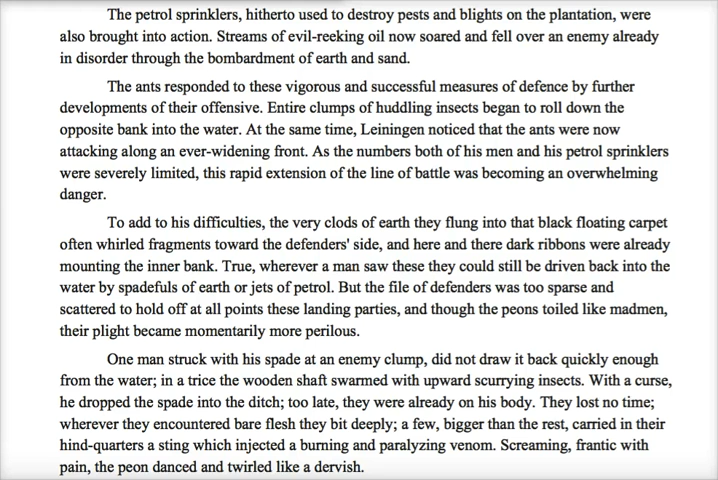 The petrol sprinklers, hitherto used to destroy pests and blights on the plantation, were
also brought into action. Streams of evil-reeking oil now soared and fell over an enemy already
in disorder through the bombardment of earth and sand.
The ants responded to these vigorous and successful measures of defence by further
developments of their offensive. Entire clumps of huddling insects began to roll down the
opposite bank into the water. At the same time, Leiningen noticed that the ants were now
attacking along an ever-widening front. As the numbers both of his men and his petrol sprinklers
were severely limited, this rapid extension of the line of battle was becoming an overwhelming
danger.
To add to his difficulties, the very clods of earth they flung into that black floating carpet
often whirled fragments toward the defenders' side, and here and there dark ribbons were already
mounting the inner bank. True, wherever a man saw these they could still be driven back into the
water by spadefuls of earth or jets of petrol. But the file of defenders was too sparse and
scattered to hold off at all points these landing parties, and though the peons toiled like madmen,
their plight became momentarily more perilous.
One man struck with his spade at an enemy clump, did not draw it back quickly enough
from the water; in a trice the wooden shaft swarmed with upward scurrying insects. With a curse,
he dropped the spade into the ditch; too late, they were already on his body. They lost no time;
wherever they encountered bare flesh they bit deeply; a few, bigger than the rest, carried in their
hind-quarters a sting which injected a burning and paralyzing venom. Screaming, frantic with
pain, the peon danced and twirled like a dervish.